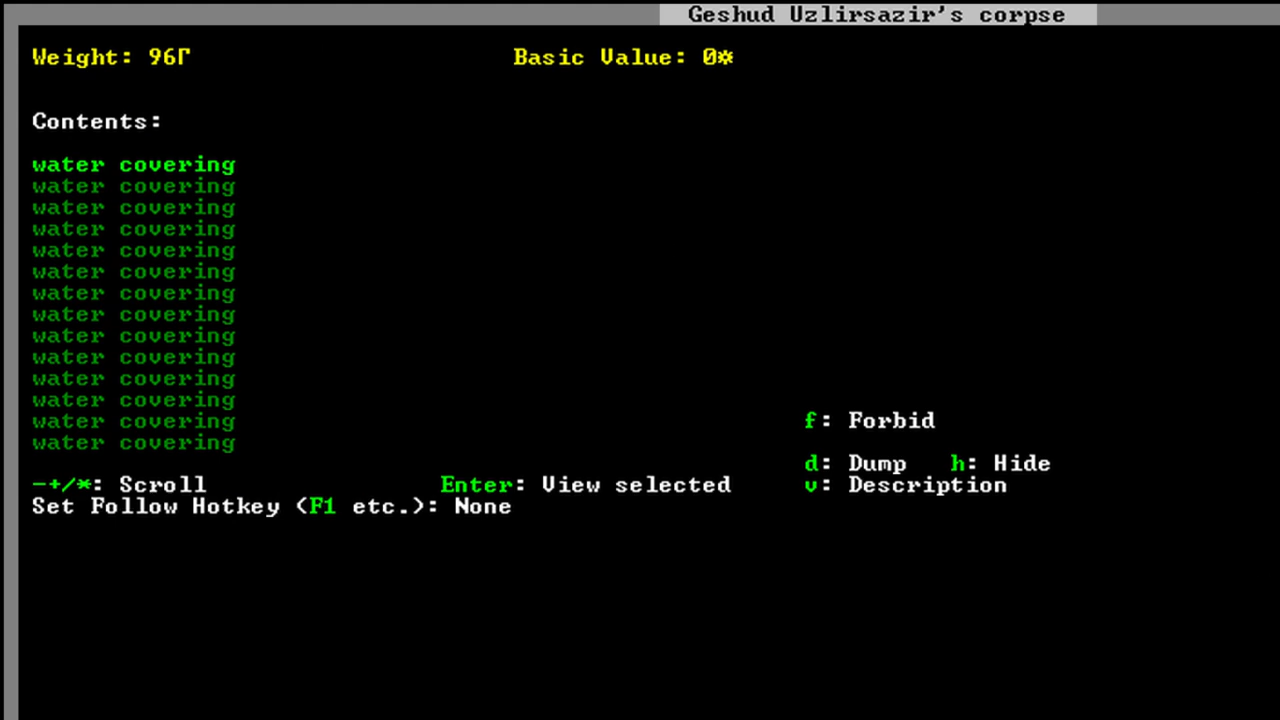 Geshud Uzlirsazir's corpse
Weight: 96Γ Basic Value: 0☼
Contents:
water covering
water covering
water covering
water covering
water covering
water covering
water covering
water covering
water covering
water covering
water covering
water covering
water covering
water covering
f: Forbid
d: Dump h: Hide
-+/*: Scroll Enter: View selected v: Description
Set Follow Hotkey (F1 etc.): None